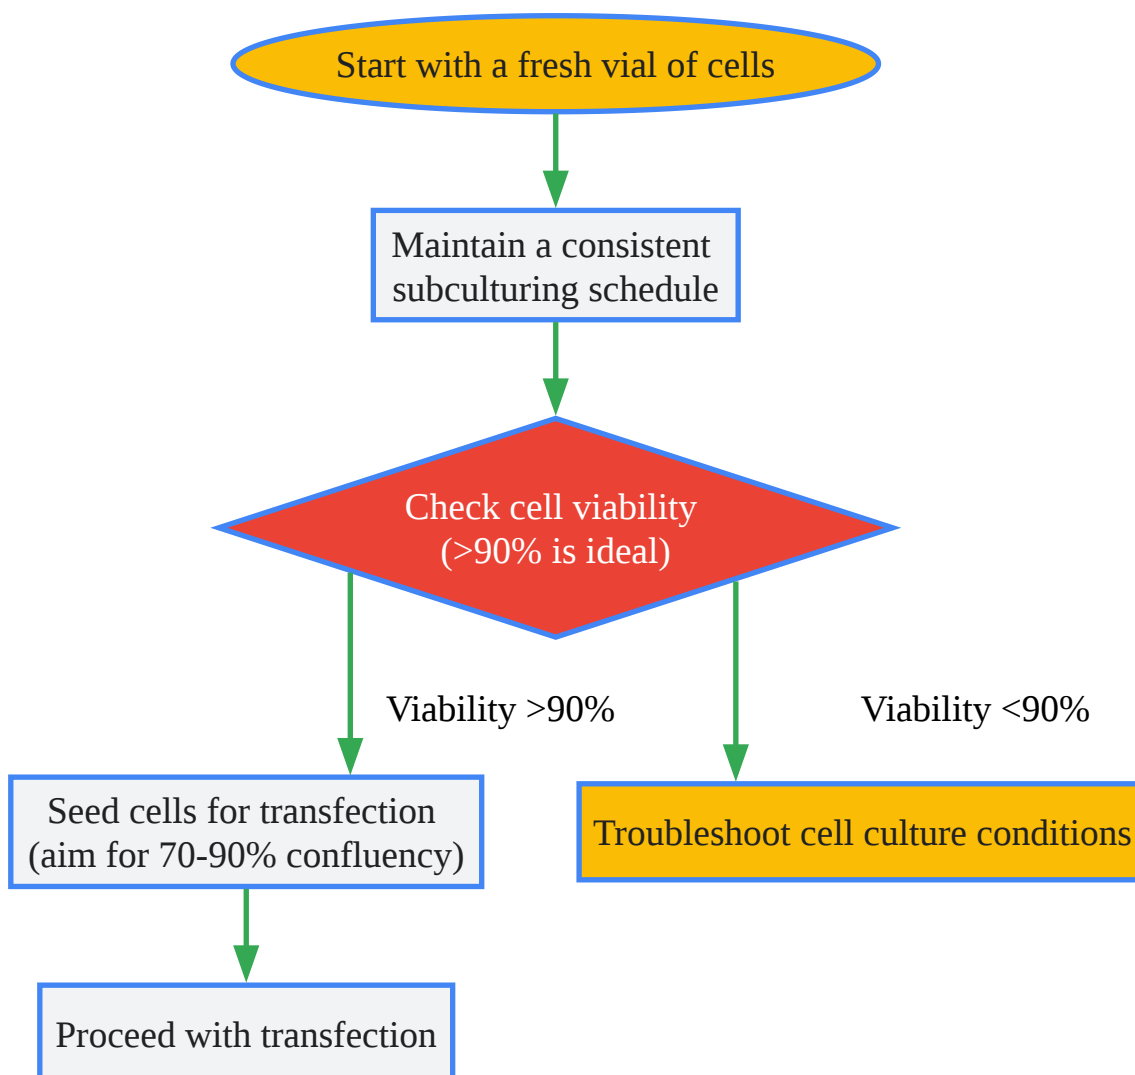 Start with a fresh vial of cells
Maintain a consistent
subculturing schedule
Check cell viability
(>90% is ideal)
Viability >90%
Viability <90%
Seed cells for transfection
(aim for 70-90% confluency)
Troubleshoot cell culture conditions
Proceed with transfection